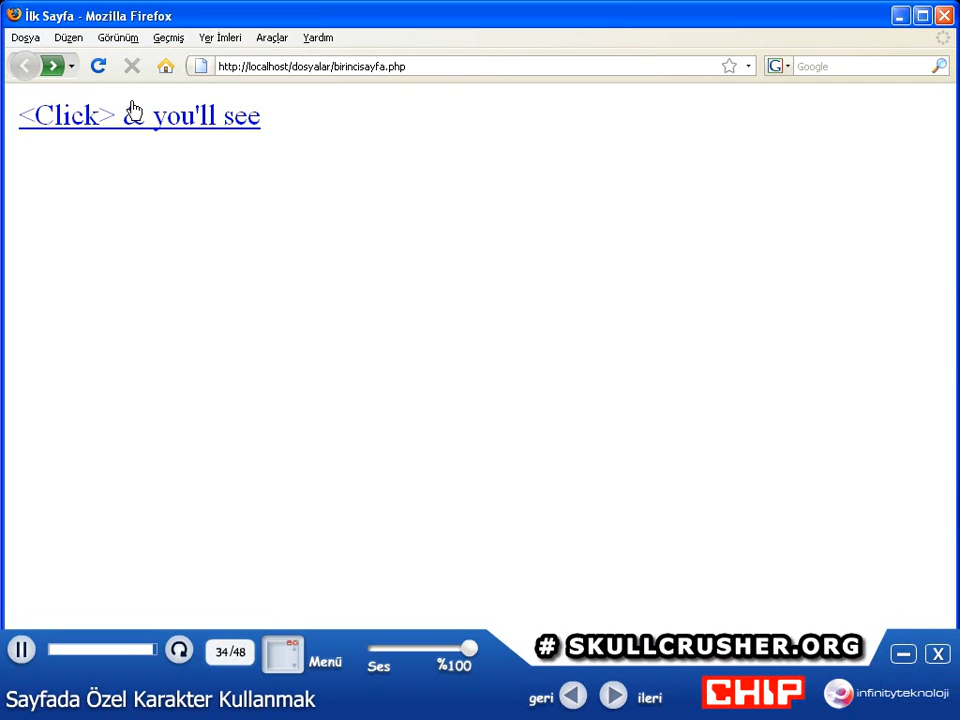 İlk Sayfa - Mozilla Firefox
Dosya Düzen Görünüm Geçmiş Yer İmleri Araçlar Yardım
http://localhost/dosyalar/birincisayfa.php
G Google
<Click> & you'll see
34/48
Menü
Ses
%100
# SKULLCRUSHER.ORG
X
Sayfada Özel Karakter Kullanmak
geri
ileri
CHIP
infinityteknoloji